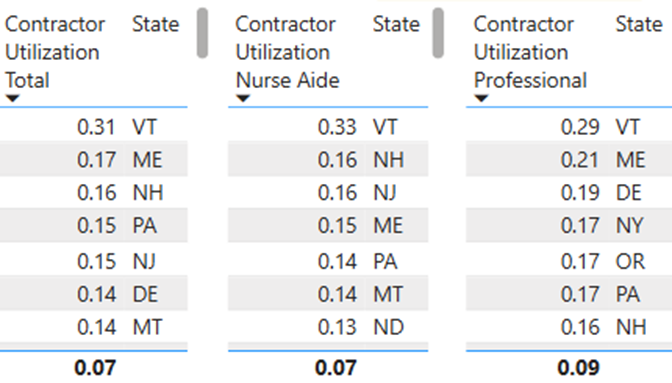 Contractor Utilization Total State
0.31 VT
0.17 ME
0.16 NH
0.15 PA
0.15 NJ
0.14 DE
0.14 MT
0.07
Contractor Utilization Nurse Aide State
0.33 VT
0.16 NH
0.16 NJ
0.15 ME
0.14 PA
0.14 MT
0.13 ND
0.07
Contractor Utilization Professional State
0.29 VT
0.21 ME
0.19 DE
0.17 NY
0.17 OR
0.17 PA
0.16 NH
0.09